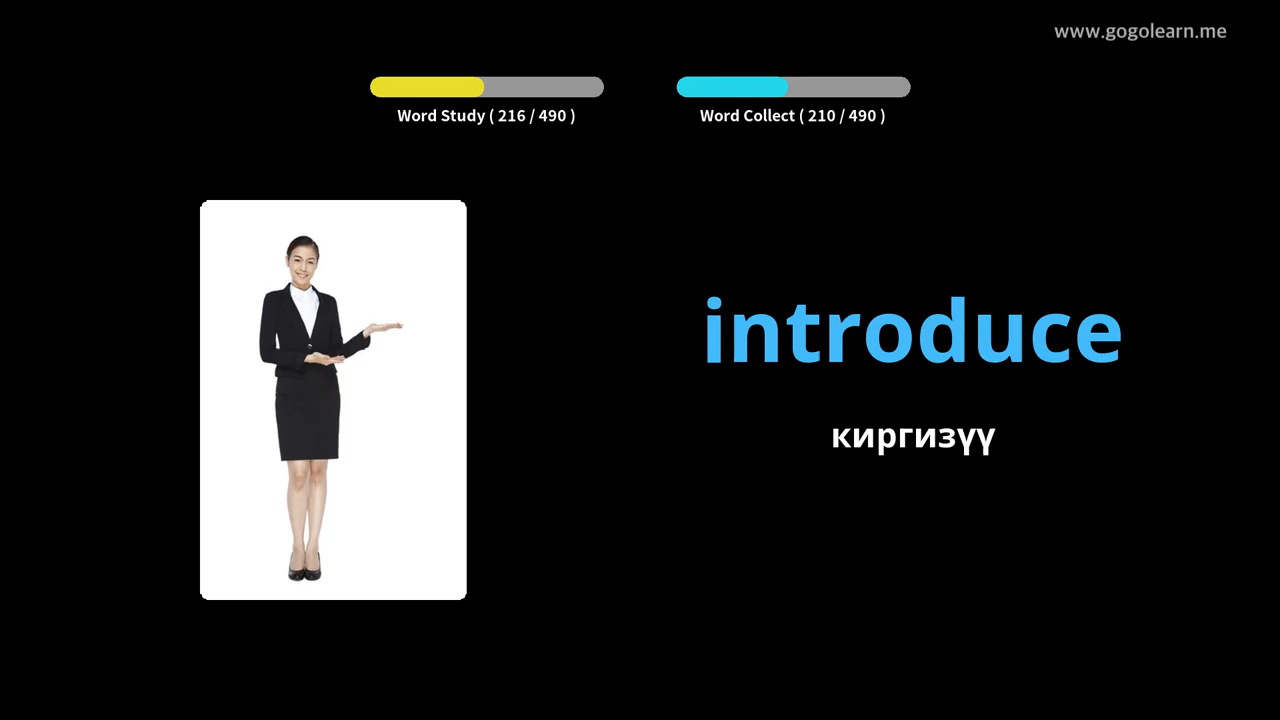 www.gogolearn.me
Word Study ( 216 / 490 )
Word Collect ( 210 / 490 )
introduce
киргизүү